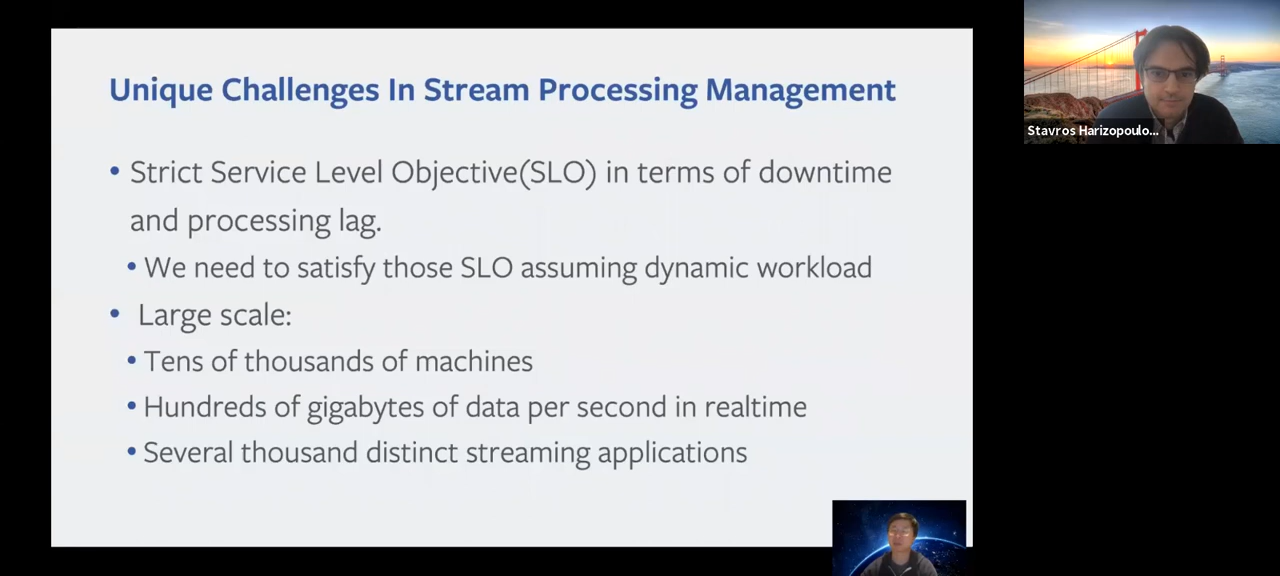 Unique Challenges In Stream Processing Management
• Strict Service Level Objective(SLO) in terms of downtime
and processing lag.
• We need to satisfy those SLO assuming dynamic workload
• Large scale:
• Tens of thousands of machines
• Hundreds of gigabytes of data per second in realtime
• Several thousand distinct streaming applications
Stavros Harizopoulo...